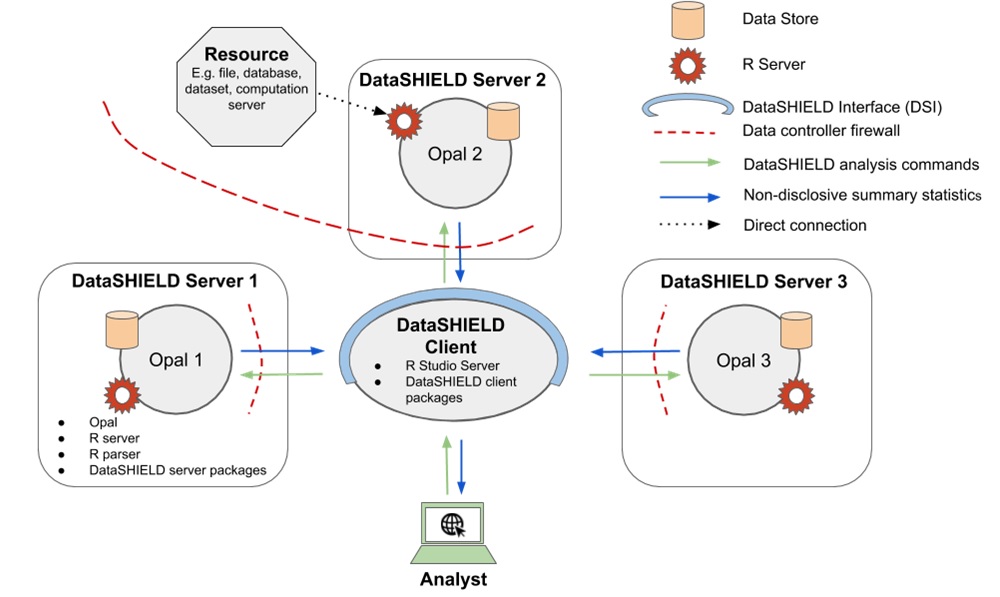 Resource
E.g. file, database,
dataset, computation
server
DataSHIELD Server 2
Opal 2
Data Store
R Server
DataSHIELD Interface (DSI)
Data controller firewall
DataSHIELD analysis commands
Non-disclosive summary statistics
Direct connection
DataSHIELD Server 1
Opal 1
● Opal
● R server
● R parser
● DataSHIELD server packages
DataSHIELD
Client
● R Studio Server
● DataSHIELD client
packages
DataSHIELD Server 3
Opal 3
Analyst